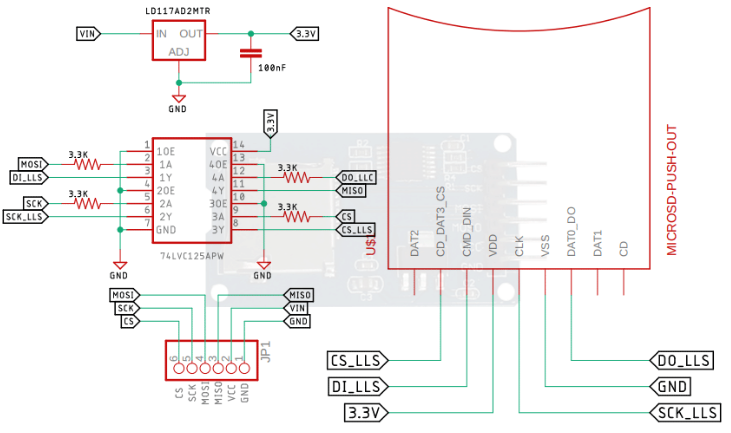 LD117AD2MTR
VIN
IN OUT
ADJ
3.3V
100nF
GND
3.3V
MOSI
3.3K
DI_LLS
SCK
3.3K
SCK_LLS
1 1OE
2 1A
3 1Y
4 2OE
5 2A
6 2Y
7 GND
VCC 14
4OE 13
4A 12
4Y 11
3OE 10
3A 9
3Y 8
3.3K
DO_LLC
MISO
3.3K
CS
CS_LLS
74LVC125APW
GND
GND
MOSI
SCK
CS
MISO
VIN
GND
6 5 4 3 2 1
CS
SCK
MOSI
MISO
VCC
GND
JP1
U$1
MICROSD-PUSH-OUT
DAT2
CD_DAT3_CS
CMD_DIN
VDD
CLK
VSS
DAT0_DO
DAT1
CD
CS_LLS
DI_LLS
3.3V
DO_LLS
GND
SCK_LLS